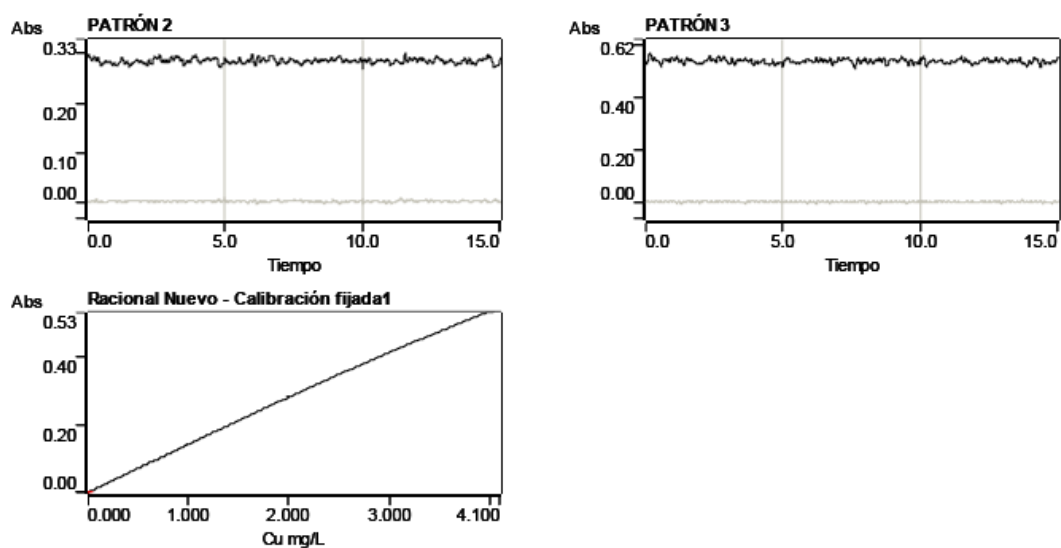 Abs PATRÓN 2
0.33
0.20
0.10
0.00
0.0 5.0 10.0 15.0
Tiempo
Abs PATRÓN 3
0.62
0.40
0.20
0.00
0.0 5.0 10.0 15.0
Tiempo
Abs Racional Nuevo - Calibración fijada1
0.53
0.40
0.20
0.00
0.000 1.000 2.000 3.000 4.100
Cu mg/L